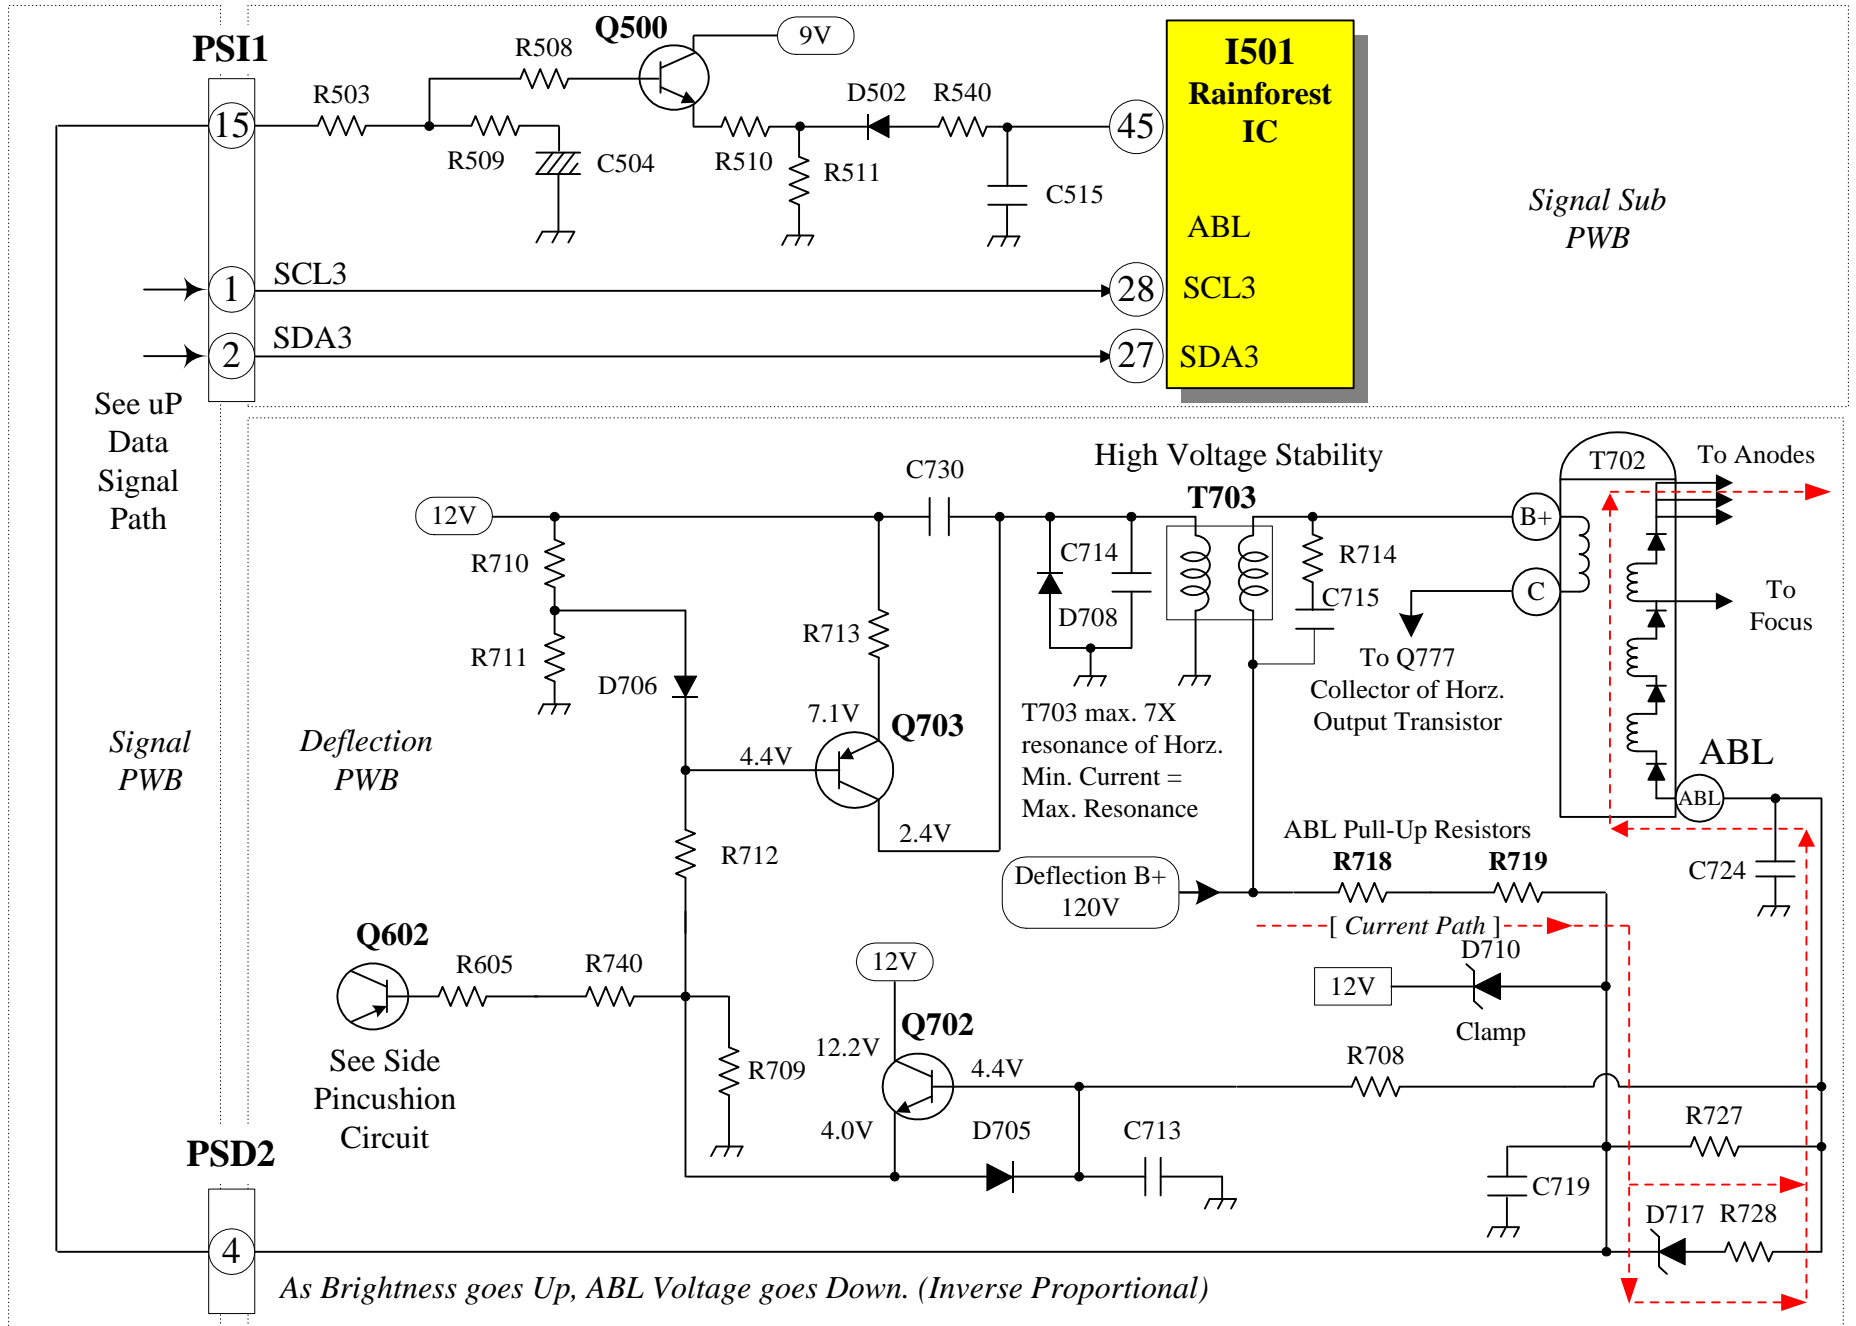 PSI1
R503
R508
Q500
9V
15
R509
C504
R510
R511
D502
R540
C515
45
I501
Rainforest
IC
ABL
Signal Sub
PWB
1
SCL3
28
SCL3
2
SDA3
27
SDA3
See uP
Data
Signal
Path
High Voltage Stability
T703
C730
12V
R710
R711
D706
R713
C714
D708
R714
C715
B+
C
T702
To Anodes
To
Focus
To Q777
Collector of Horz.
Output Transistor
T703 max. 7X
resonance of Horz.
Min. Current =
Max. Resonance
7.1V
Q703
4.4V
2.4V
Signal
PWB
Deflection
PWB
R712
ABL
ABL
C724
ABL Pull-Up Resistors
R718
R719
Deflection B+
120V
[ Current Path ]
D710
12V
Clamp
Q602
R605
R740
See Side
Pincushion
Circuit
R709
12V
Q702
12.2V
4.4V
4.0V
D705
C713
R708
R727
C719
D717
R728
PSD2
4
As Brightness goes Up, ABL Voltage goes Down. (Inverse Proportional)